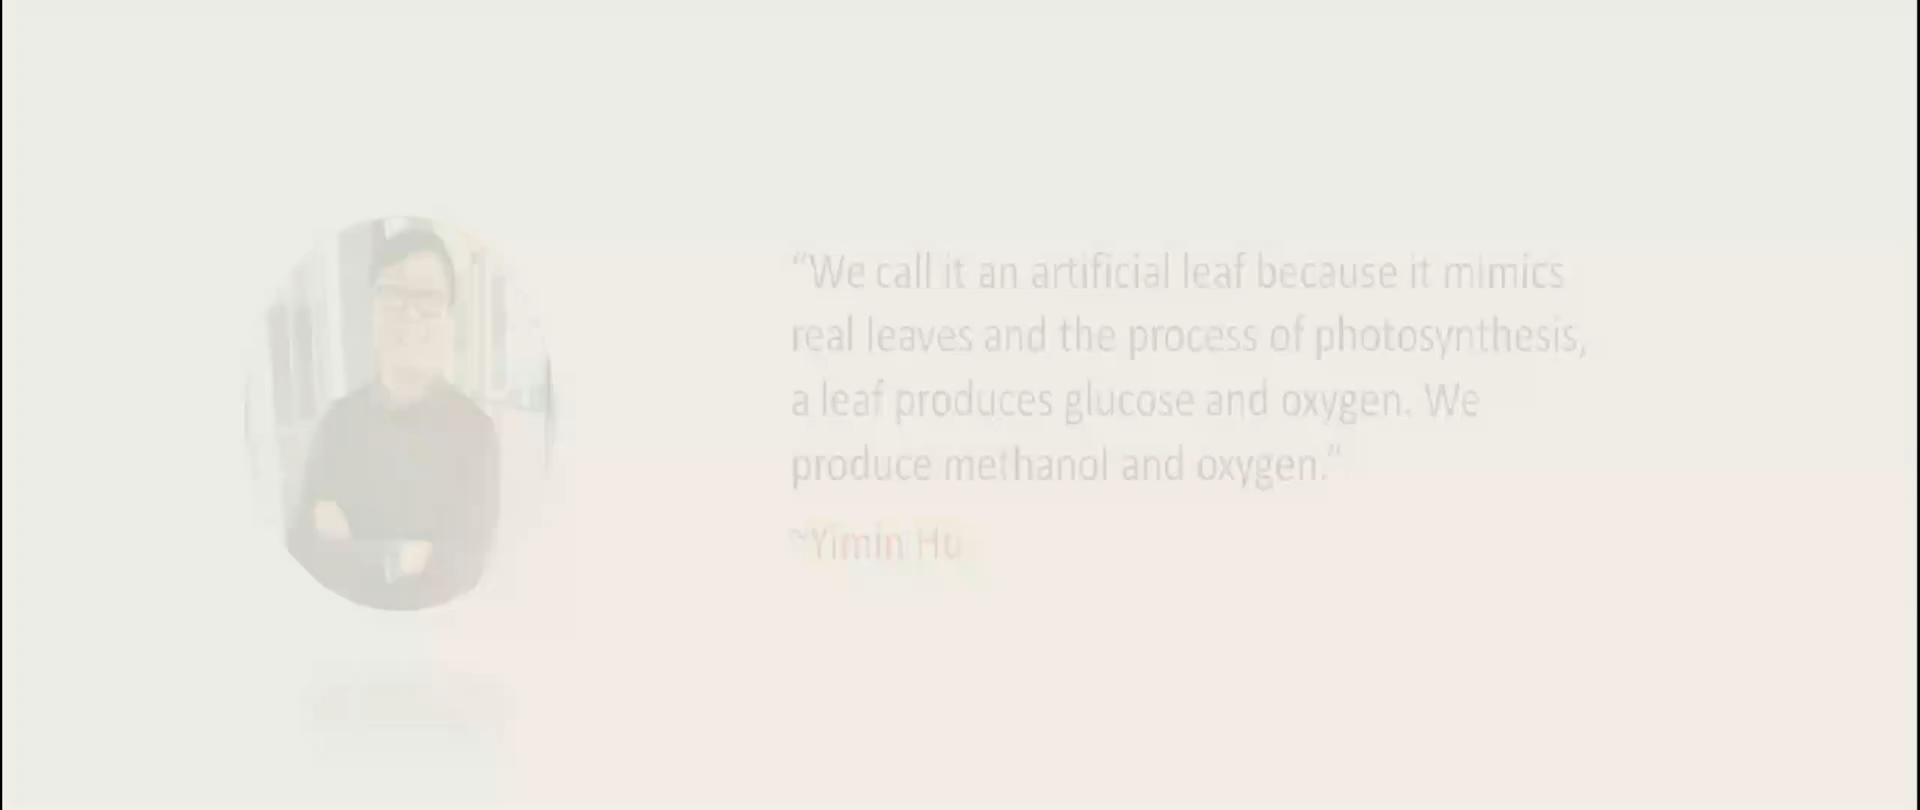 “We call it an artificial leaf because it mimics
real leaves and the process of photosynthesis,
a leaf produces glucose and oxygen. We
produce methanol and oxygen.”
~Yimin Hu